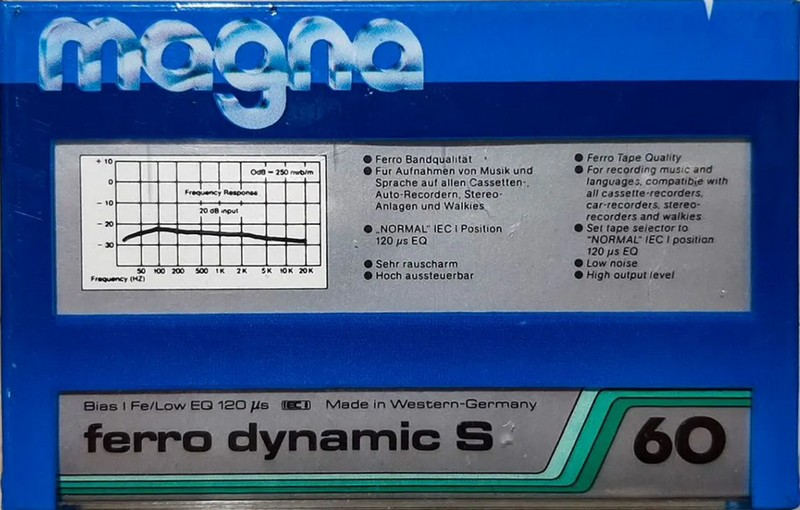 magna
+ 10
0
- 10
- 20
- 30
0dB = 250 nwb/m
Frequency Response
20 dB input
50 100 200 500 1K 2K 5K 10K 20K
Frequency (HZ)
● Ferro Bandqualität
● Für Aufnahmen von Musik und
Sprache auf allen Cassetten-,
Auto-Recordern, Stereo-
Anlagen und Walkies
● „NORMAL" IEC I Position
120 µs EQ
● Sehr rauscharm
● Hoch aussteuerbar
● Ferro Tape Quality
● For recording music and
languages, compatible with
all cassette-recorders,
car-recorders, stereo-
recorders and walkies
● Set tape selector to
"NORMAL" IEC I position
120 µs EQ
● Low noise
● High output level
Bias I Fe/Low EQ 120 µs IEC I Made in Western-Germany
ferro dynamic S 60